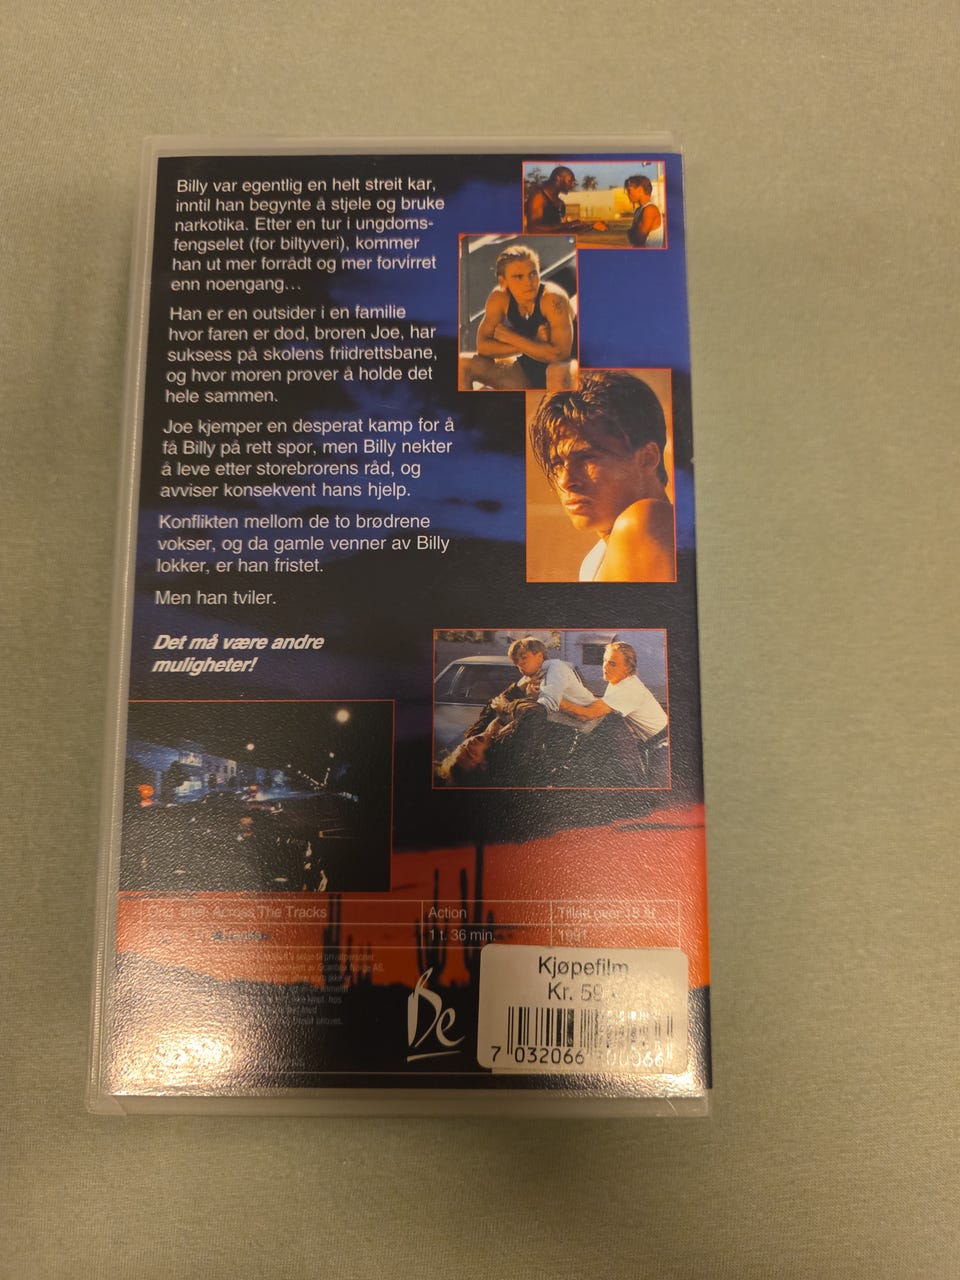 Billy var egentlig en helt streit kar,
inntil han begynte å stjele og bruke
narkotika. Etter en tur i ungdoms-
fengselet (for biltyveri), kommer
han ut mer forrådt og mer forvirret
enn noengang...
Han er en outsider i en familie
hvor faren er død, broren Joe, har
suksess på skolens friidrettsbane,
og hvor moren prøver å holde det
hele sammen.
Joe kjemper en desperat kamp for å
få Billy på rett spor, men Billy nekter
å leve etter storebrorens råd, og
avviser konsekvent hans hjelp.
Konflikten mellom de to brødrene
vokser, og da gamle venner av Billy
lokker, er han fristet.
Men han tviler.
Det må være andre
muligheter!
Orig. tittel: Across The Tracks
Action
Tillatt over 15 år
1 t. 36 min.
1991
De
Kjøpefilm
Kr. 59
7 032066